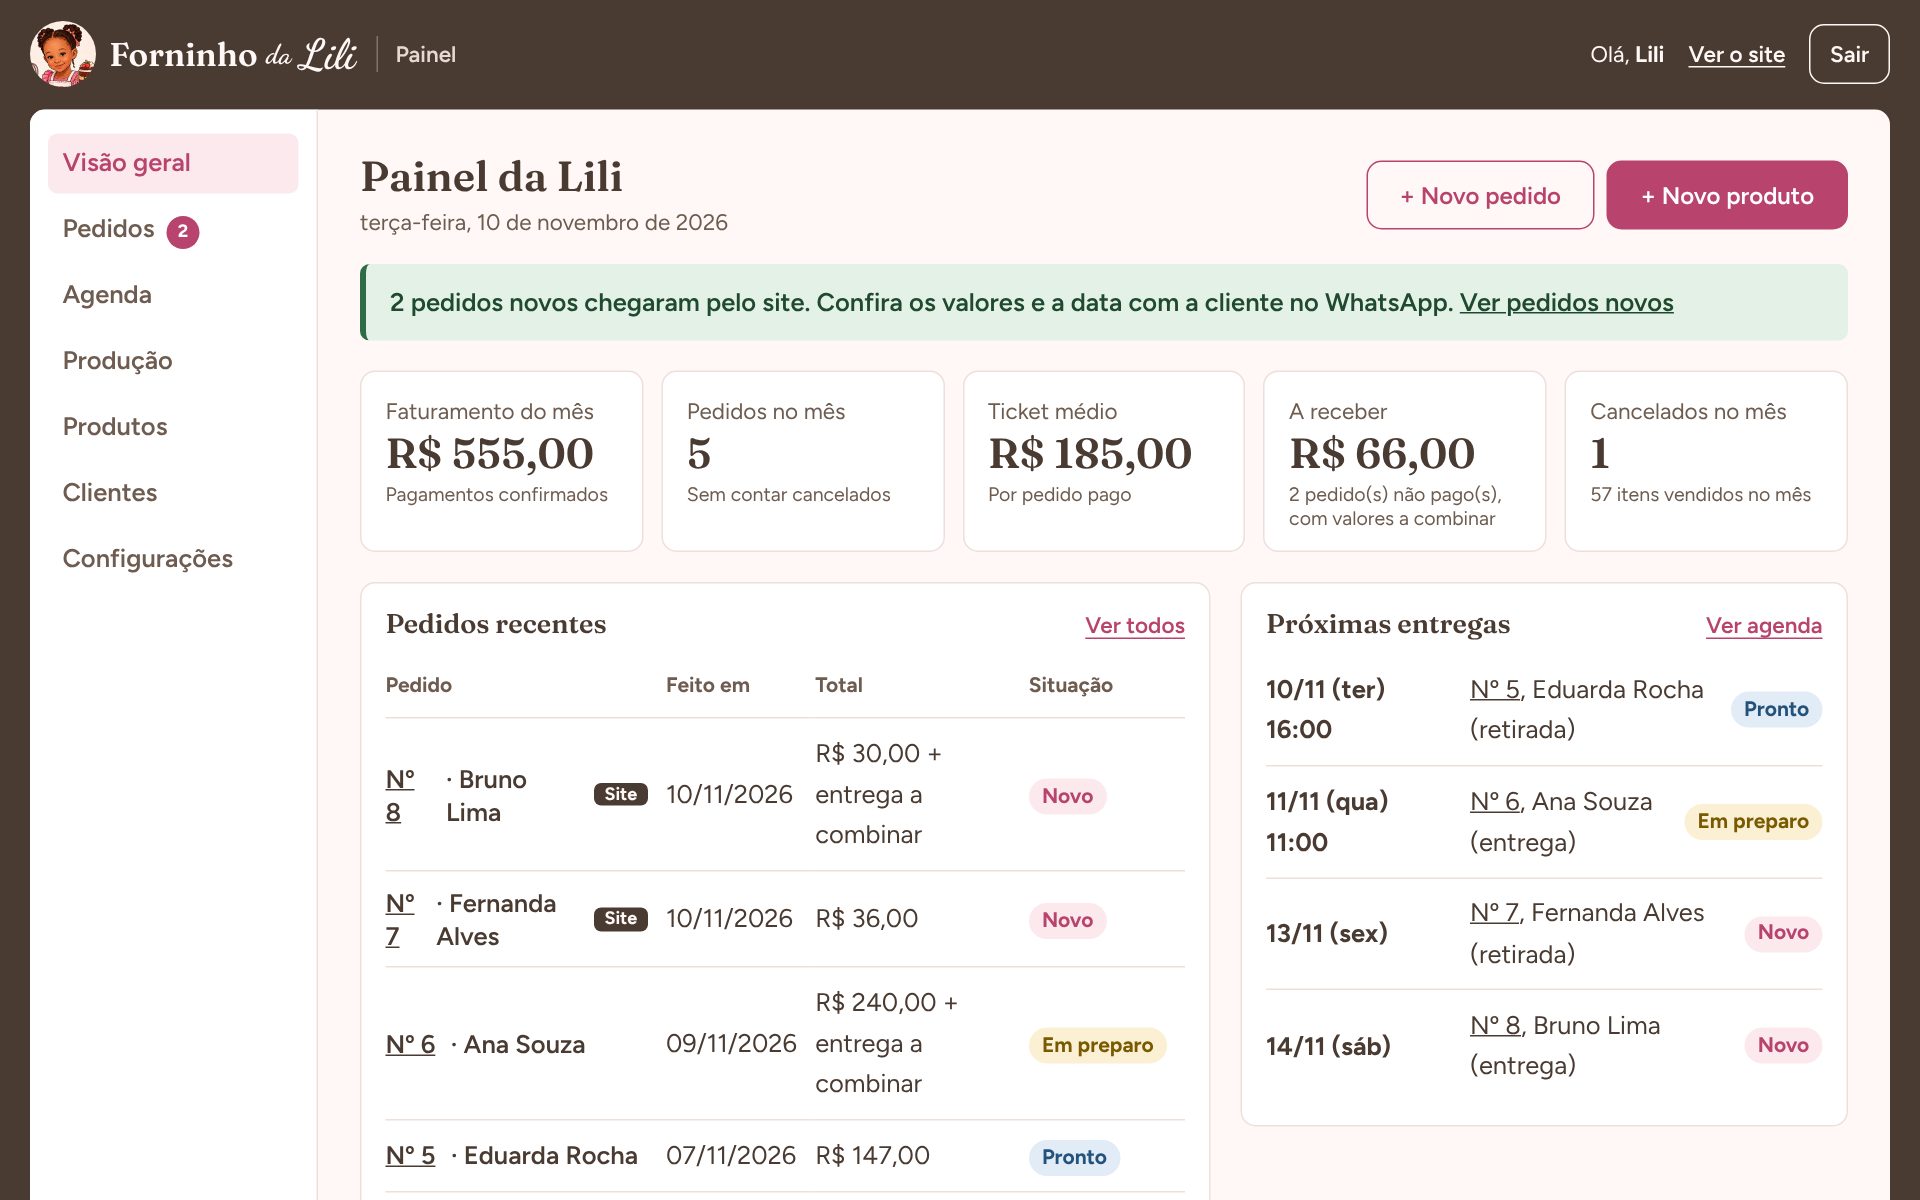 Forninho da Lili
Painel
Olá, Lili
Ver o site
Sair
Visão geral
Pedidos 2
Agenda
Produção
Produtos
Clientes
Configurações
Painel da Lili
terça-feira, 10 de novembro de 2026
+ Novo pedido
+ Novo produto
2 pedidos novos chegaram pelo site. Confira os valores e a data com a cliente no WhatsApp. Ver pedidos novos
Faturamento do mês
R$ 555,00
Pagamentos confirmados
Pedidos no mês
5
Sem contar cancelados
Ticket médio
R$ 185,00
Por pedido pago
A receber
R$ 66,00
2 pedido(s) não pago(s),
com valores a combinar
Cancelados no mês
1
57 itens vendidos no mês
Pedidos recentes
Ver todos
Pedido Feito em Total Situação
Nº
8
· Bruno
Lima
Site
10/11/2026
R$ 30,00 +
entrega a
combinar
Novo
Nº
7
· Fernanda
Alves
Site
10/11/2026
R$ 36,00
Novo
Nº 6 · Ana Souza
09/11/2026
R$ 240,00 +
entrega a
combinar
Em preparo
Nº 5 · Eduarda Rocha
07/11/2026
R$ 147,00
Pronto
Próximas entregas
Ver agenda
10/11 (ter)
16:00
Nº 5, Eduarda Rocha
(retirada)
Pronto
11/11 (qua)
11:00
Nº 6, Ana Souza
(entrega)
Em preparo
13/11 (sex)
Nº 7, Fernanda Alves
(retirada)
Novo
14/11 (sáb)
Nº 8, Bruno Lima
(entrega)
Novo